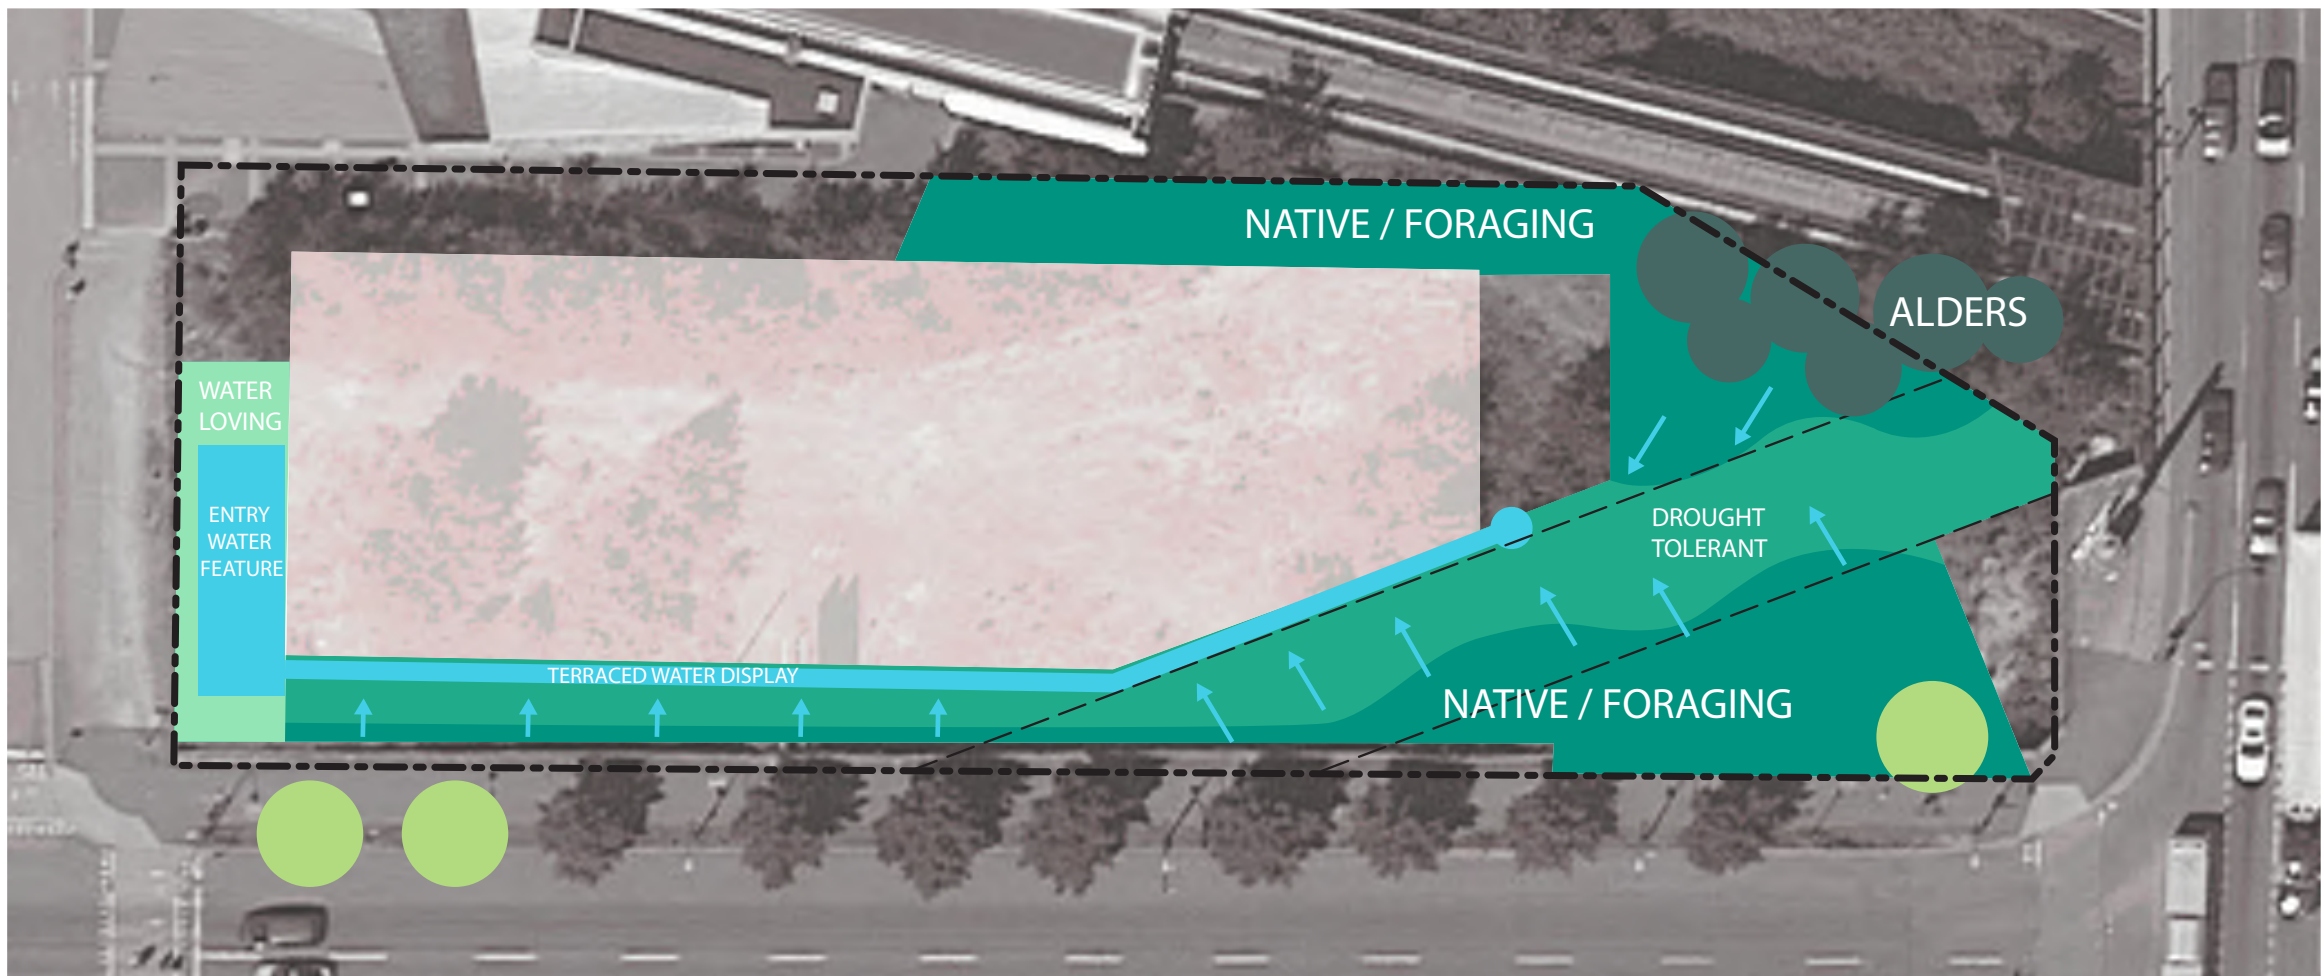 NATIVE / FORAGING
ALDERS
WATER
LOVING
ENTRY
WATER
FEATURE
DROUGHT
TOLERANT
TERRACED WATER DISPLAY
NATIVE / FORAGING